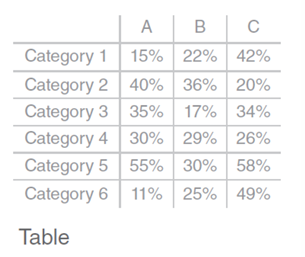 A B C
Category 1 15% 22% 42%
Category 2 40% 36% 20%
Category 3 35% 17% 34%
Category 4 30% 29% 26%
Category 5 55% 30% 58%
Category 6 11% 25% 49%
Table